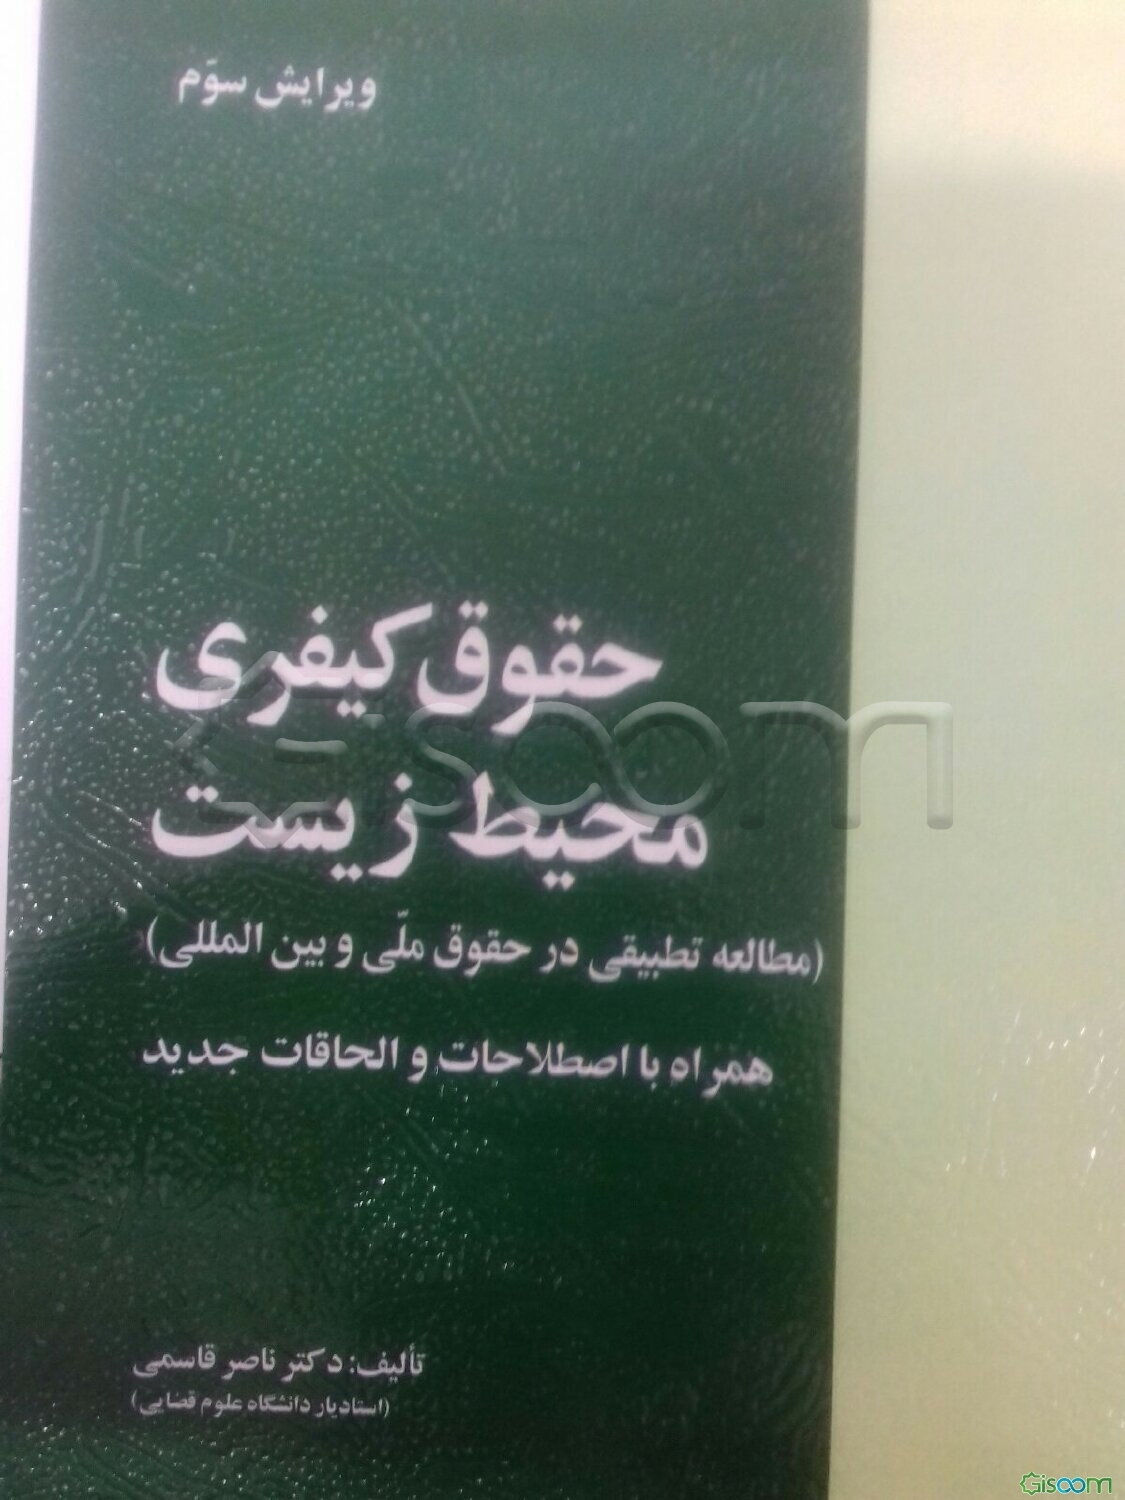 ویرایش سوّم
حقوق کیفری
محیط زیست
(مطالعه تطبیقی در حقوق ملّی و بین المللی)
همراه با اصطلاحات و الحاقات جدید
تألیف: دکتر ناصر قاسمی
(استادیار دانشگاه علوم قضایی)
Gisoom
Gisoom